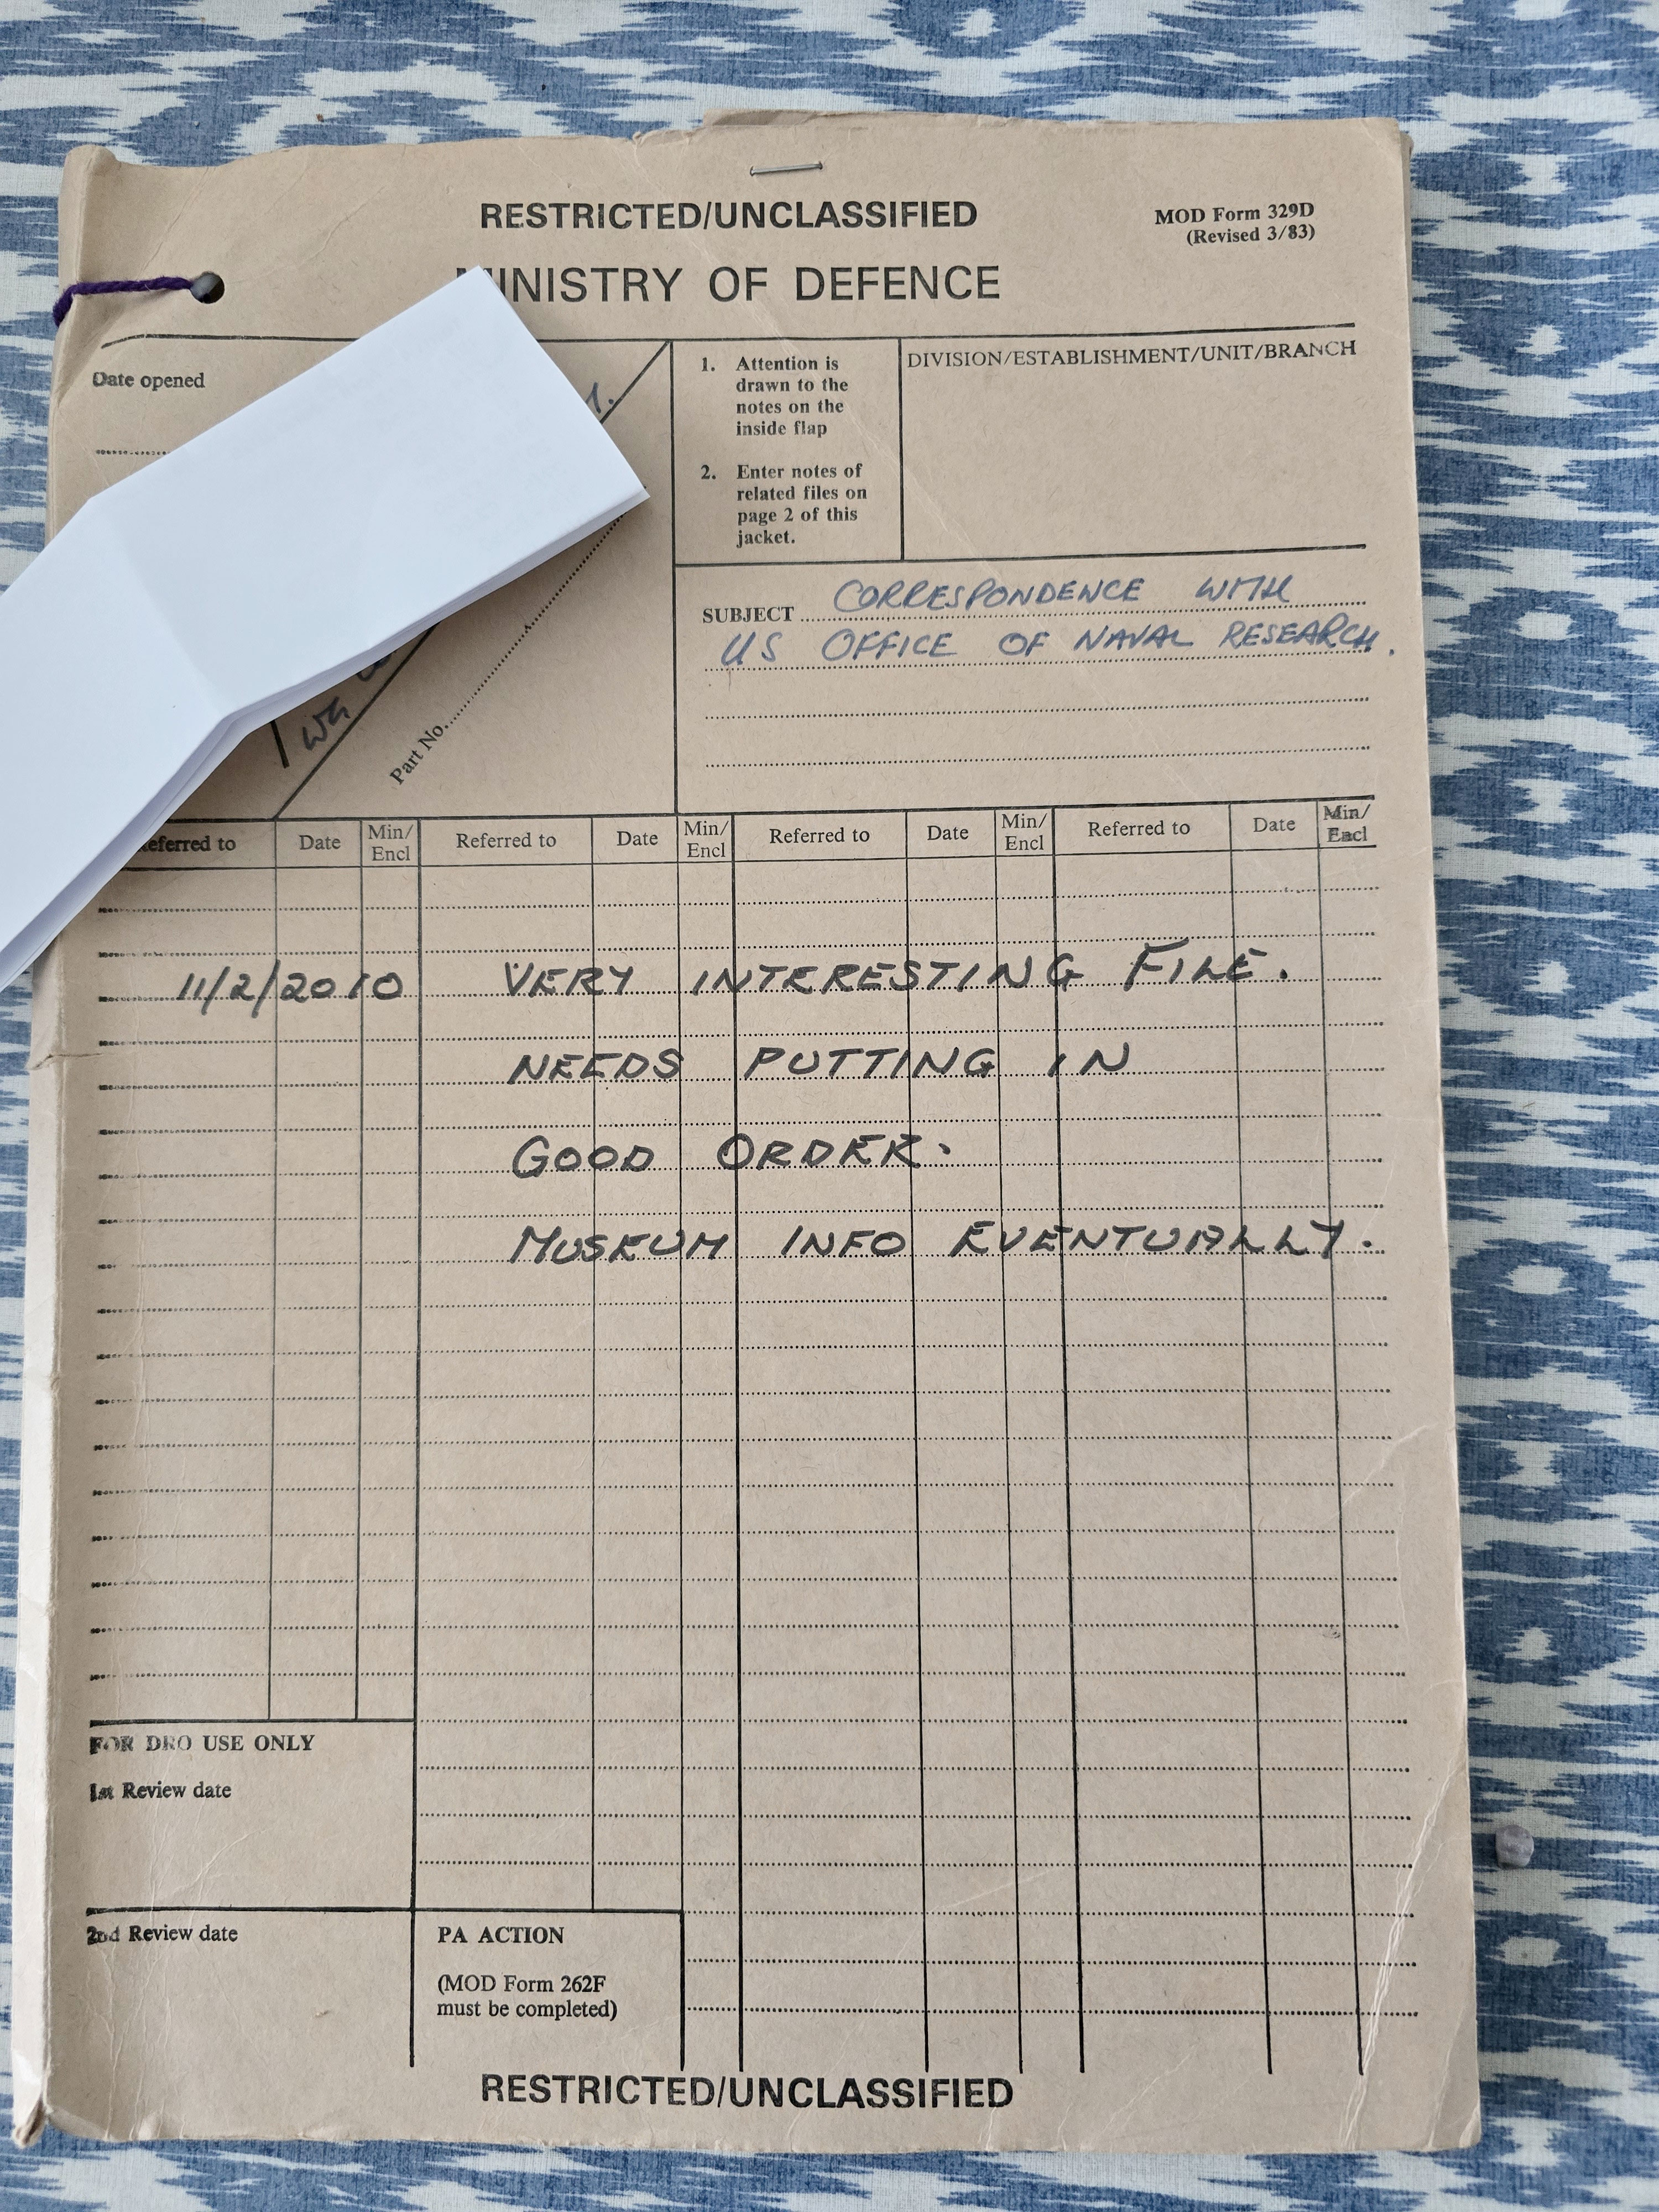 RESTRICTED/UNCLASSIFIED
MOD Form 329D
(Revised 3/83)
MINISTRY OF DEFENCE
Date opened
1. Attention is
drawn to the
notes on the
inside flap
2. Enter notes of
related files on
page 2 of this
jacket.
DIVISION/ESTABLISHMENT/UNIT/BRANCH
Part No.
SUBJECT CORRESPONDENCE WITH
US OFFICE OF NAVAL RESEARCH.
Referred to Date Min/Encl Referred to Date Min/Encl Referred to Date Min/Encl Referred to Date Min/Encl
11/2/2010 VERY INTERESTING FILE.
NEEDS PUTTING IN
GOOD ORDER.
MUSEUM INFO EVENTUALLY.
FOR DRO USE ONLY
1st Review date
2nd Review date
PA ACTION
(MOD Form 262F
must be completed)
RESTRICTED/UNCLASSIFIED